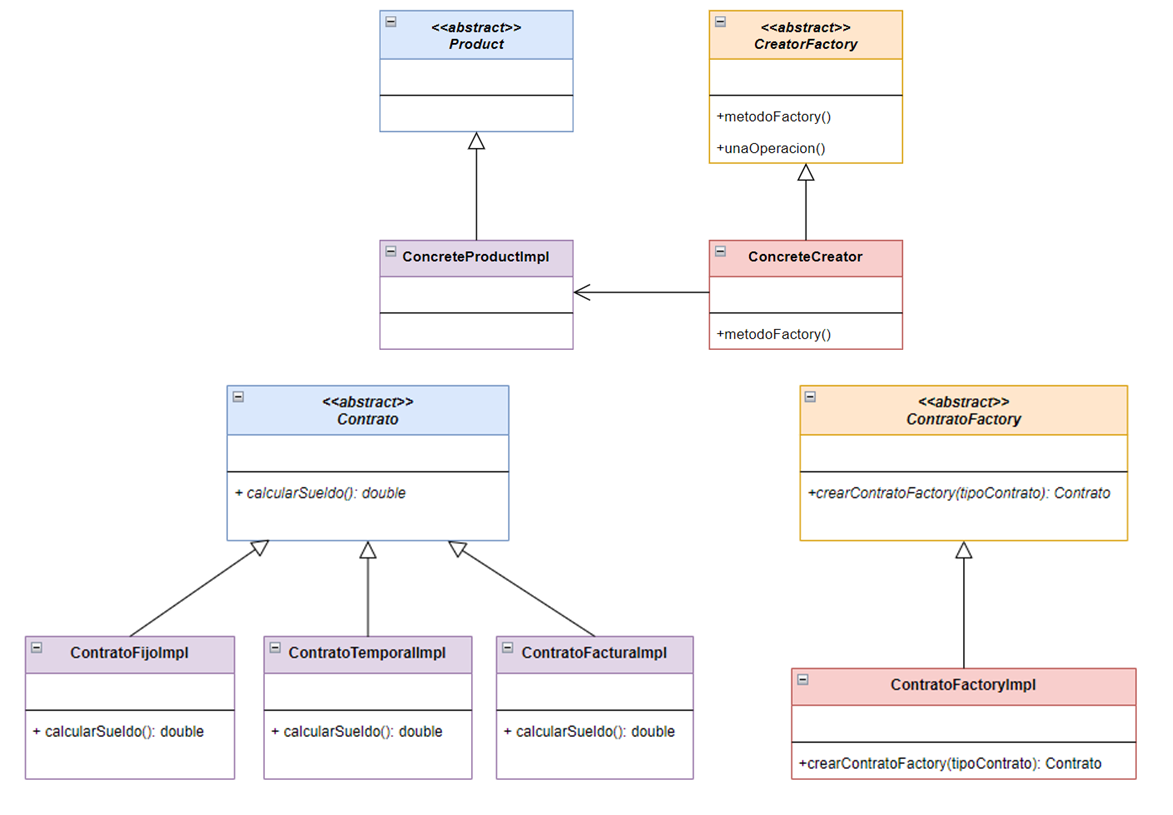 <<abstract>>
Product
<<abstract>>
CreatorFactory
+metodoFactory()
+unaOperacion()
ConcreteProductImpl
ConcreteCreator
+metodoFactory()
<<abstract>>
Contrato
+ calcularSueldo(): double
<<abstract>>
ContratoFactory
+crearContratoFactory(tipoContrato): Contrato
ContratoFijoImpl
+ calcularSueldo(): double
ContratoTemporalImpl
+ calcularSueldo(): double
ContratoFacturaImpl
+ calcularSueldo(): double
ContratoFactoryImpl
+crearContratoFactory(tipoContrato): Contrato